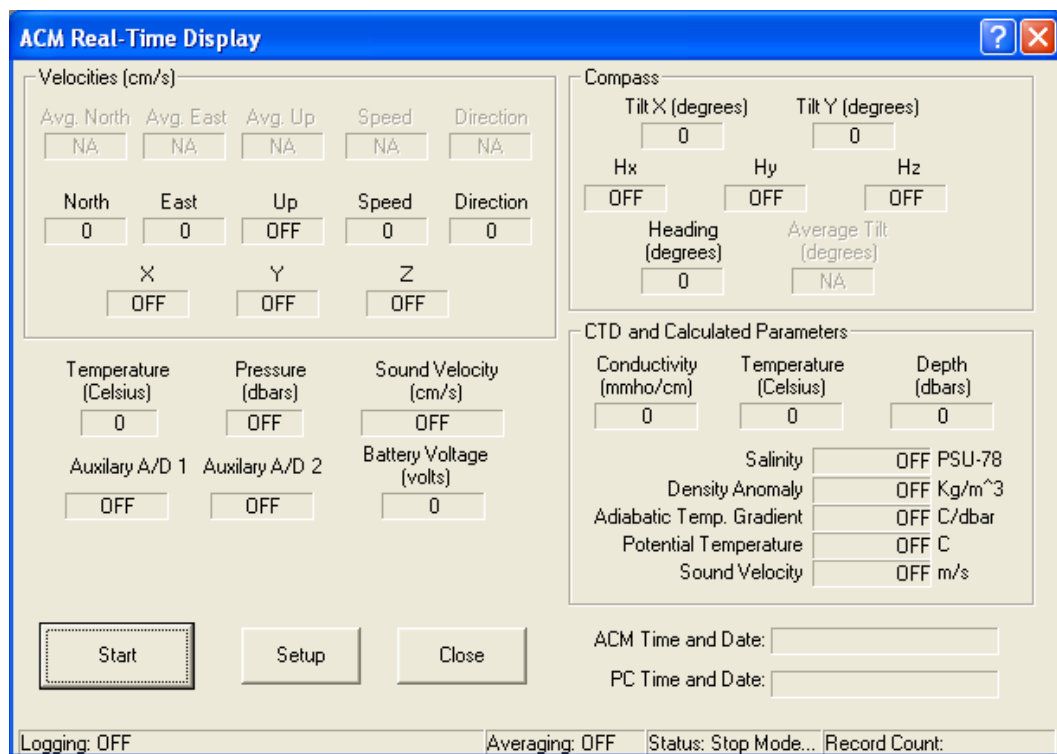 ACM Real-Time Display
?
Velocities (cm/s)
Avg. North Avg. East Avg. Up Speed Direction
NA NA NA NA NA
North East Up Speed Direction
0 0 OFF 0 0
X Y Z
OFF OFF OFF
Temperature (Celsius) Pressure (dbars) Sound Velocity (cm/s)
0 OFF OFF
Auxilary A/D 1 Auxilary A/D 2 Battery Voltage (volts)
OFF OFF 0
Start Setup Close
Compass
Tilt X (degrees) Tilt Y (degrees)
0 0
Hx Hy Hz
OFF OFF OFF
Heading (degrees) Average Tilt (degrees)
0 NA
CTD and Calculated Parameters
Conductivity (mmho/cm) Temperature (Celsius) Depth (dbars)
0 0 0
Salinity OFF PSU-78
Density Anomaly OFF Kg/m^3
Adiabatic Temp. Gradient OFF C/dbar
Potential Temperature OFF C
Sound Velocity OFF m/s
ACM Time and Date:
PC Time and Date:
Logging: OFF Averaging: OFF Status: Stop Mode... Record Count: